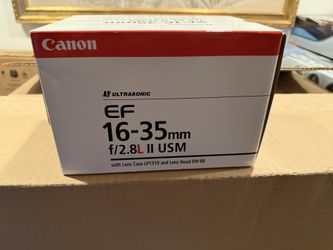 Canon
ULTRASONIC
EF
16-35mm
f/2.8L II USM
with Lens Case LP1319 and Lens Hood EW-88